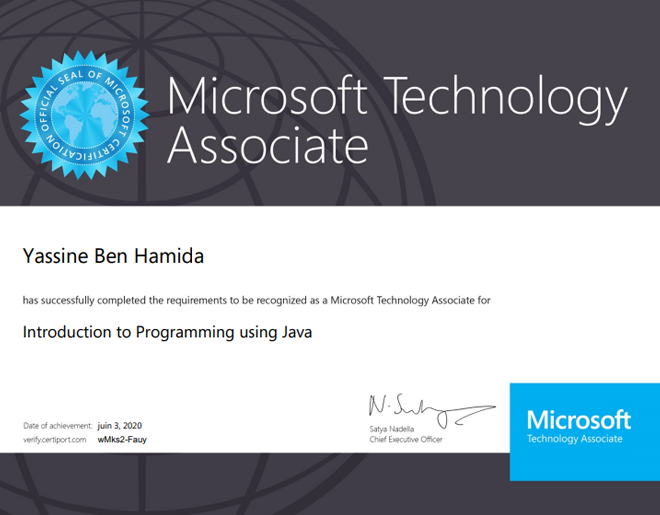 OFFICIAL SEAL OF MICROSOFT CERTIFICATION
Microsoft Technology
Associate
Yassine Ben Hamida
has successfully completed the requirements to be recognized as a Microsoft Technology Associate for
Introduction to Programming using Java
Date of achievement: juin 3, 2020
verify.certiport.com wMks2-Fauy
Satya Nadella
Chief Executive Officer
Microsoft
Technology Associate